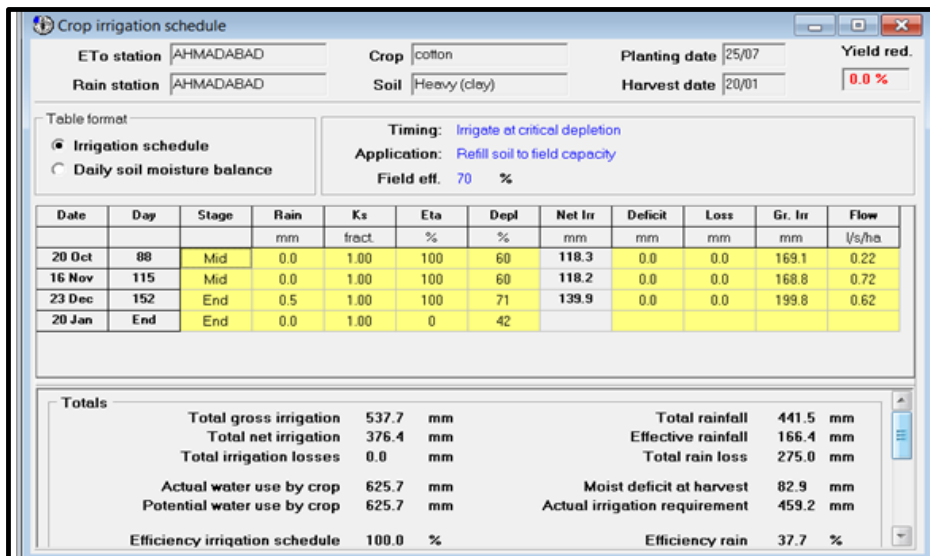 Crop irrigation schedule
ETo station AHMADABAD Crop cotton Planting date 25/07 Yield red.
Rain station AHMADABAD Soil Heavy (clay) Harvest date 20/01 0.0 %
Table format
Irrigation schedule
Daily soil moisture balance
Timing: Irrigate at critical depletion
Application: Refill soil to field capacity
Field eff. 70 %
Date Day Stage Rain Ks Eta Depl Net Irr Deficit Loss Gr. Irr Flow
mm fract. % % mm mm mm mm l/s/ha
20 Oct 88 Mid 0.0 1.00 100 60 118.3 0.0 0.0 169.1 0.22
16 Nov 115 Mid 0.0 1.00 100 60 118.2 0.0 0.0 168.8 0.72
23 Dec 152 End 0.5 1.00 100 71 139.9 0.0 0.0 199.8 0.62
20 Jan End End 0.0 1.00 0 42
Totals
Total gross irrigation 537.7 mm Total rainfall 441.5 mm
Total net irrigation 376.4 mm Effective rainfall 166.4 mm
Total irrigation losses 0.0 mm Total rain loss 275.0 mm
Actual water use by crop 625.7 mm Moist deficit at harvest 82.9 mm
Potential water use by crop 625.7 mm Actual irrigation requirement 459.2 mm
Efficiency irrigation schedule 100.0 % Efficiency rain 37.7 %